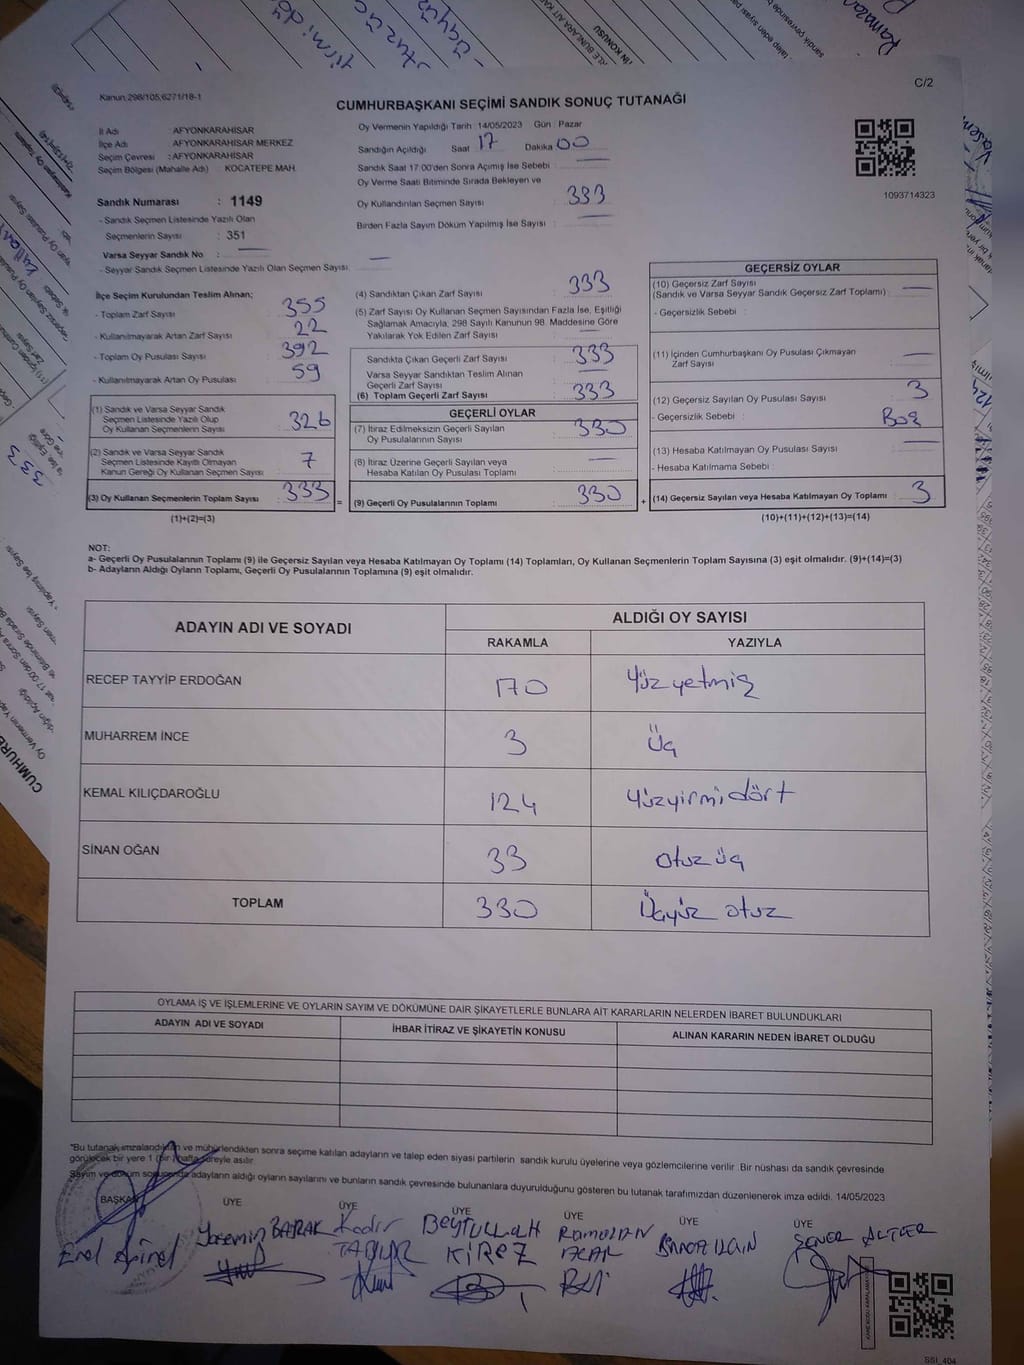 C/2
Kanun:298/105,6271/18-1
CUMHURBAŞKANI SEÇİMİ SANDIK SONUÇ TUTANAĞI
İl Adı : AFYONKARAHİSAR
İlçe Adı : AFYONKARAHİSAR MERKEZ
Seçim Çevresi : AFYONKARAHİSAR
Seçim Bölgesi (Mahalle Adı) : KOCATEPE MAH.
Sandık Numarası : 1149
- Sandık Seçmen Listesinde Yazılı Olan
Seçmenlerin Sayısı : 351
Varsa Seyyar Sandık No :
- Seyyar Sandık Seçmen Listesinde Yazılı Olan Seçmen Sayısı :
Oy Vermenin Yapıldığı Tarih : 14/05/2023 Gün : Pazar
Sandığın Açıldığı Saat 17 Dakika 00
Sandık Saat 17:00'den Sonra Açılmış İse Sebebi :
Oy Verme Saati Bitiminde Sırada Bekleyen ve
Oy Kullandırılan Seçmen Sayısı : 333
Birden Fazla Sayım Döküm Yapılmış İse Sayısı :
1093714323
İlçe Seçim Kurulundan Teslim Alınan;
- Toplam Zarf Sayısı : 355
- Kullanılmayarak Artan Zarf Sayısı : 22
- Toplam Oy Pusulası Sayısı : 392
- Kullanılmayarak Artan Oy Pusulası : 59
(1) Sandık ve Varsa Seyyar Sandık
Seçmen Listesinde Yazılı Olup
Oy Kullanan Seçmenlerin Sayısı : 326
(2) Sandık ve Varsa Seyyar Sandık
Seçmen Listesinde Kayıtlı Olmayan
Kanun Gereği Oy Kullanan Seçmen Sayısı : 7
(3) Oy Kullanan Seçmenlerin Toplam Sayısı : 333 =
(1)+(2)=(3)
(4) Sandıktan Çıkan Zarf Sayısı : 333
(5) Zarf Sayısı Oy Kullanan Seçmen Sayısından Fazla İse, Eşitliği
Sağlamak Amacıyla, 298 Sayılı Kanunun 98. Maddesine Göre
Yakılarak Yok Edilen Zarf Sayısı :
Sandıkta Çıkan Geçerli Zarf Sayısı : 333
Varsa Seyyar Sandıktan Teslim Alınan
Geçerli Zarf Sayısı :
(6) Toplam Geçerli Zarf Sayısı : 333
GEÇERLİ OYLAR
(7) İtiraz Edilmeksizin Geçerli Sayılan
Oy Pusulalarının Sayısı : 330
(8) İtiraz Üzerine Geçerli Sayılan veya
Hesaba Katılan Oy Pusulası Toplamı :
(9) Geçerli Oy Pusulalarının Toplamı : 330 +
GEÇERSİZ OYLAR
(10) Geçersiz Zarf Sayısı
(Sandık ve Varsa Seyyar Sandık Geçersiz Zarf Toplamı) :
- Geçersizlik Sebebi :
(11) İçinden Cumhurbaşkanı Oy Pusulası Çıkmayan
Zarf Sayısı :
(12) Geçersiz Sayılan Oy Pusulası Sayısı : 3
- Geçersizlik Sebebi : Boş
(13) Hesaba Katılmayan Oy Pusulası Sayısı :
- Hesaba Katılmama Sebebi :
(14) Geçersiz Sayılan veya Hesaba Katılmayan Oy Toplamı : 3
(10)+(11)+(12)+(13)=(14)
NOT:
a- Geçerli Oy Pusulalarının Toplamı (9) ile Geçersiz Sayılan veya Hesaba Katılmayan Oy Toplamı (14) Toplamları, Oy Kullanan Seçmenlerin Toplam Sayısına (3) eşit olmalıdır. (9)+(14)=(3)
b- Adayların Aldığı Oyların Toplamı, Geçerli Oy Pusulalarının Toplamına (9) eşit olmalıdır.
ADAYIN ADI VE SOYADI ALDIĞI OY SAYISI
RAKAMLA YAZIYLA
RECEP TAYYİP ERDOĞAN 170 Yüzyetmiş
MUHARREM İNCE 3 Üç
KEMAL KILIÇDAROĞLU 124 Yüzyirmidört
SİNAN OĞAN 33 otuzüç
TOPLAM 330 Üçyüz otuz
OYLAMA İŞ VE İŞLEMLERİNE VE OYLARIN SAYIM VE DÖKÜMÜNE DAİR ŞİKAYETLERLE BUNLARA AİT KARARLARIN NELERDEN İBARET BULUNDUKLARI
ADAYIN ADI VE SOYADI İHBAR İTİRAZ VE ŞİKAYETİN KONUSU ALINAN KARARIN NEDEN İBARET OLDUĞU
*Bu tutanak imzalandıktan ve mühürlendikten sonra seçime katılan adayların ve talep eden siyasi partilerin sandık kurulu üyelerine veya gözlemcilerine verilir. Bir nüshası da sandık çevresinde
görülecek bir yere 1 (bir) hafta süreyle asılır.
Sayım ve döküm sonucunda adayların aldığı oyların sayılarını ve bunların sandık çevresinde bulunanlara duyurulduğunu gösteren bu tutanak tarafımızdan düzenlenerek imza edildi. 14/05/2023
BAŞKAN ÜYE ÜYE ÜYE ÜYE ÜYE ÜYE
Yasemin BAŞRAK Kadir BEYTULLAH Ramazan ŞENER
KİREZ ACAR
SSI_404